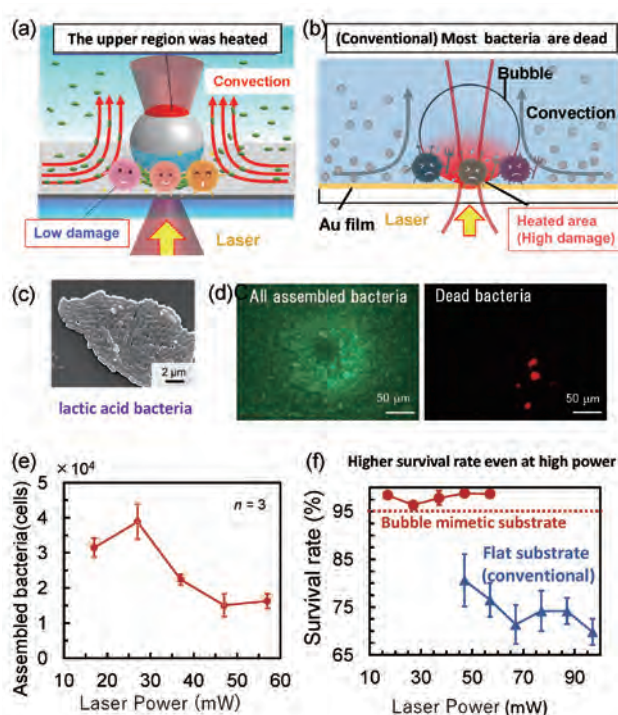 (a)
The upper region was heated
Convection
Low damage
Laser
(b)
(Conventional) Most bacteria are dead
Bubble
Convection
Au film
Laser
Heated area
(High damage)
(c)
2 μm
lactic acid bacteria
(d)
All assembled bacteria
50 μm
Dead bacteria
50 μm
(e)
× 10⁴
n = 3
Assembled bacteria(cells)
5
4
3
2
1
0
10 20 30 40 50 60
Laser Power (mW)
(f)
Higher survival rate even at high power
Survival rate (%)
95
85
75
65
Bubble mimetic substrate
Flat substrate
(conventional)
10 30 50 70 90
Laser Power (mW)